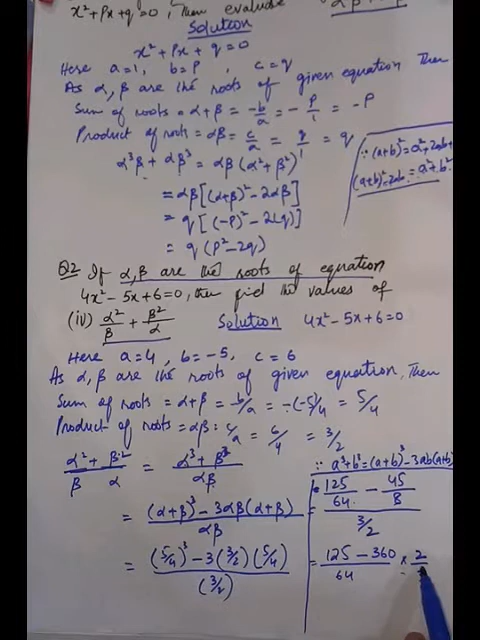 x²+Px+q=0, Then evaluate
Solution
x²+Px+q=0
Here a=1, b=P, c=q
As α,β are the roots of given equation Then
Sum of roots = α+β = -b/a = -P/1 = -P
Product of root = αβ = c/a = q/1 = q
α³β + αβ³ = αβ(α²+β²)
= αβ[(α+β)²-2αβ]
= q[(-P)²-2(q)]
= q(P²-2q)
∵ (a+b)²=a²+2ab+
(a+b)²-2ab = a²+b²
Q2 If α,β are the roots of equation
4x²-5x+6=0, then find the values of
(iv) α²/β + β²/α Solution 4x²-5x+6=0
Here a=4, b=-5, c=6
As α,β are the roots of given equation, Then
Sum of roots = α+β = -b/a = -(-5/4) = 5/4
Product of roots = αβ = c/a = 6/4 = 3/2
α²/β + β²/α = (α³+β³)/αβ
= ((α+β)³-3αβ(α+β))/αβ
= ((5/4)³-3(3/2)(5/4))/(3/2)
∵ a³+b³=(a+b)³-3ab(a+b)
= (125/64 - 45/8)/(3/2)
= (125-360)/64 × 2/